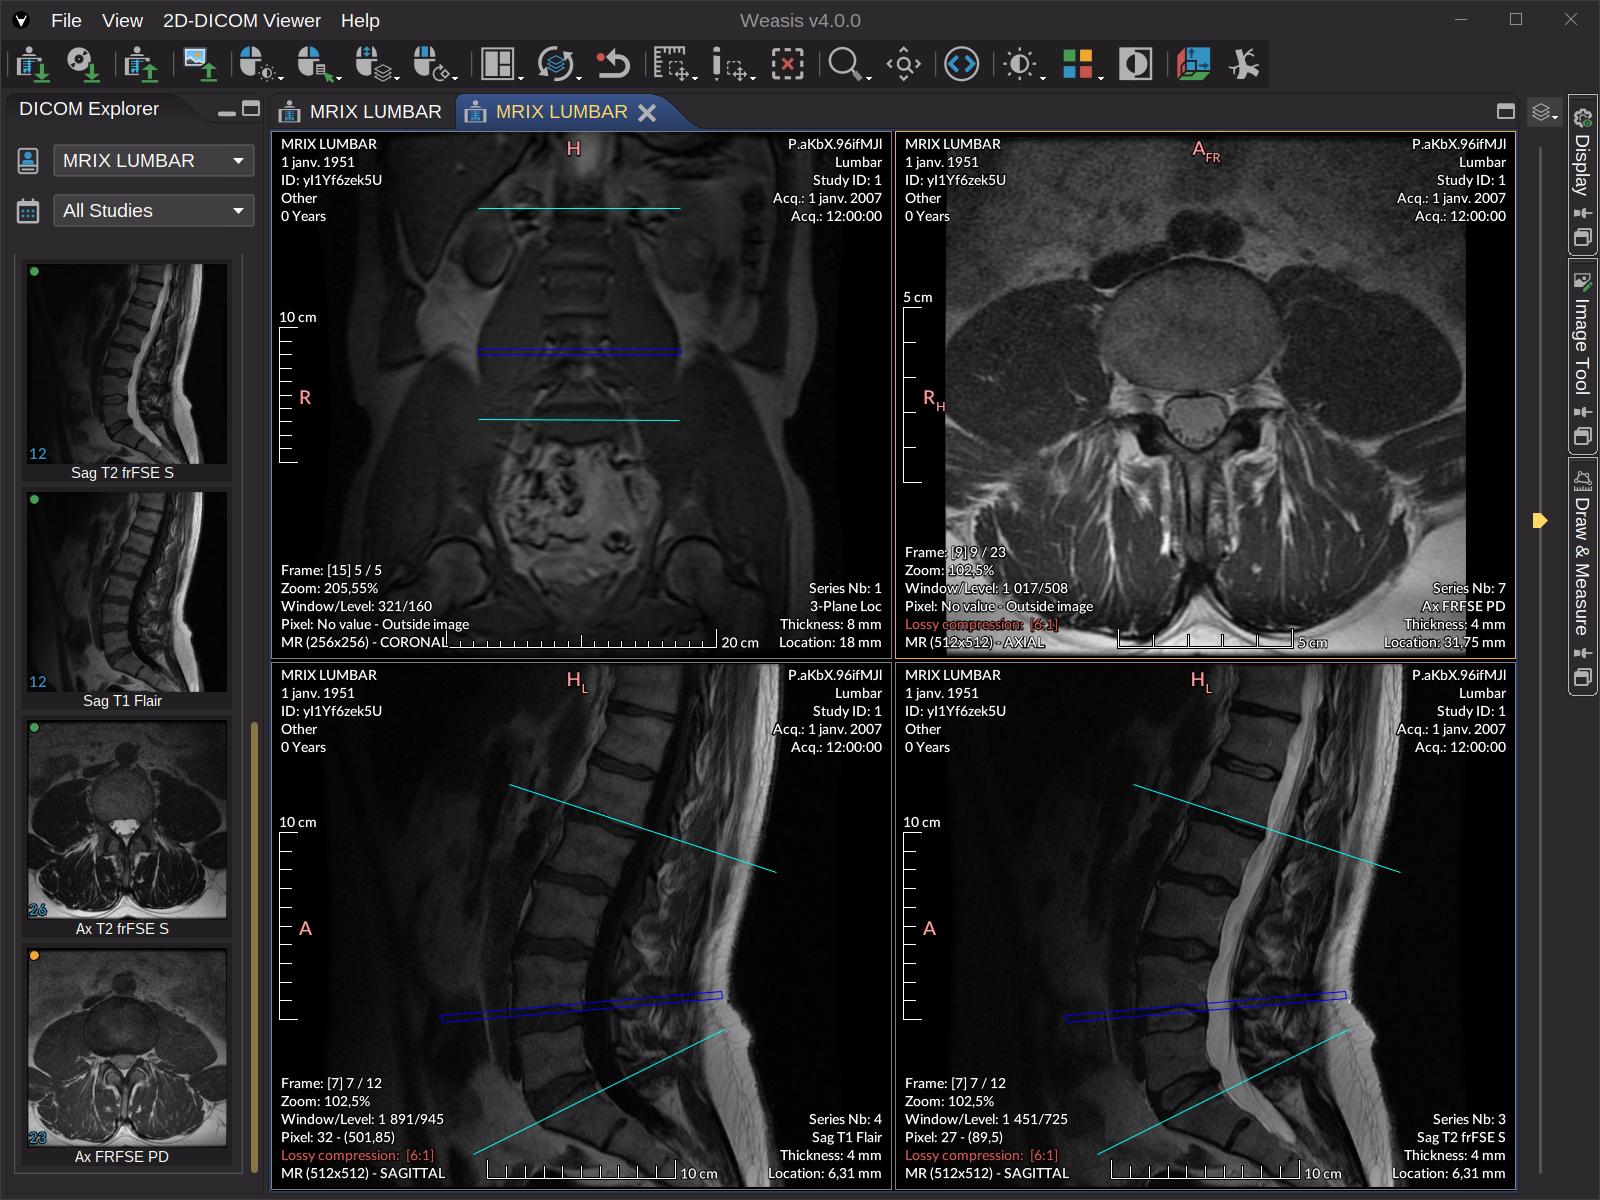 File View 2D-DICOM Viewer Help
Weasis v4.0.0
DICOM Explorer
MRIX LUMBAR
All Studies
12
Sag T2 frFSE S
12
Sag T1 Flair
26
Ax T2 frFSE S
23
Ax FRFSE PD
MRIX LUMBAR
MRIX LUMBAR
MRIX LUMBAR
1 janv. 1951
ID: yI1Yf6zek5U
Other
0 Years
H
P.aKbX.96ifMJI
Lumbar
Study ID: 1
Acq.: 1 janv. 2007
Acq.: 12:00:00
10 cm
R
Frame: [15] 5 / 5
Zoom: 205,55%
Window/Level: 321/160
Pixel: No value - Outside image
MR (256x256) - CORONAL
20 cm
Series Nb: 1
3-Plane Loc
Thickness: 8 mm
Location: 18 mm
MRIX LUMBAR
1 janv. 1951
ID: yI1Yf6zek5U
Other
0 Years
AFR
P.aKbX.96ifMJI
Lumbar
Study ID: 1
Acq.: 1 janv. 2007
Acq.: 12:00:00
5 cm
RH
Frame: [9] 9 / 23
Zoom: 102,5%
Window/Level: 1 017/508
Pixel: No value - Outside image
Lossy compression: [6:1]
MR (512x512) - AXIAL
5 cm
Series Nb: 7
Ax FRFSE PD
Thickness: 4 mm
Location: 31,75 mm
MRIX LUMBAR
1 janv. 1951
ID: yI1Yf6zek5U
Other
0 Years
HL
P.aKbX.96ifMJI
Lumbar
Study ID: 1
Acq.: 1 janv. 2007
Acq.: 12:00:00
10 cm
A
Frame: [7] 7 / 12
Zoom: 102,5%
Window/Level: 1 891/945
Pixel: 32 - (501,85)
Lossy compression: [6:1]
MR (512x512) - SAGITTAL
10 cm
Series Nb: 4
Sag T1 Flair
Thickness: 4 mm
Location: 6,31 mm
MRIX LUMBAR
1 janv. 1951
ID: yI1Yf6zek5U
Other
0 Years
HL
P.aKbX.96ifMJI
Lumbar
Study ID: 1
Acq.: 1 janv. 2007
Acq.: 12:00:00
10 cm
A
Frame: [7] 7 / 12
Zoom: 102,5%
Window/Level: 1 451/725
Pixel: 27 - (89,5)
Lossy compression: [6:1]
MR (512x512) - SAGITTAL
10 cm
Series Nb: 3
Sag T2 frFSE S
Thickness: 4 mm
Location: 6,31 mm
Display
Image Tool
Draw & Measure